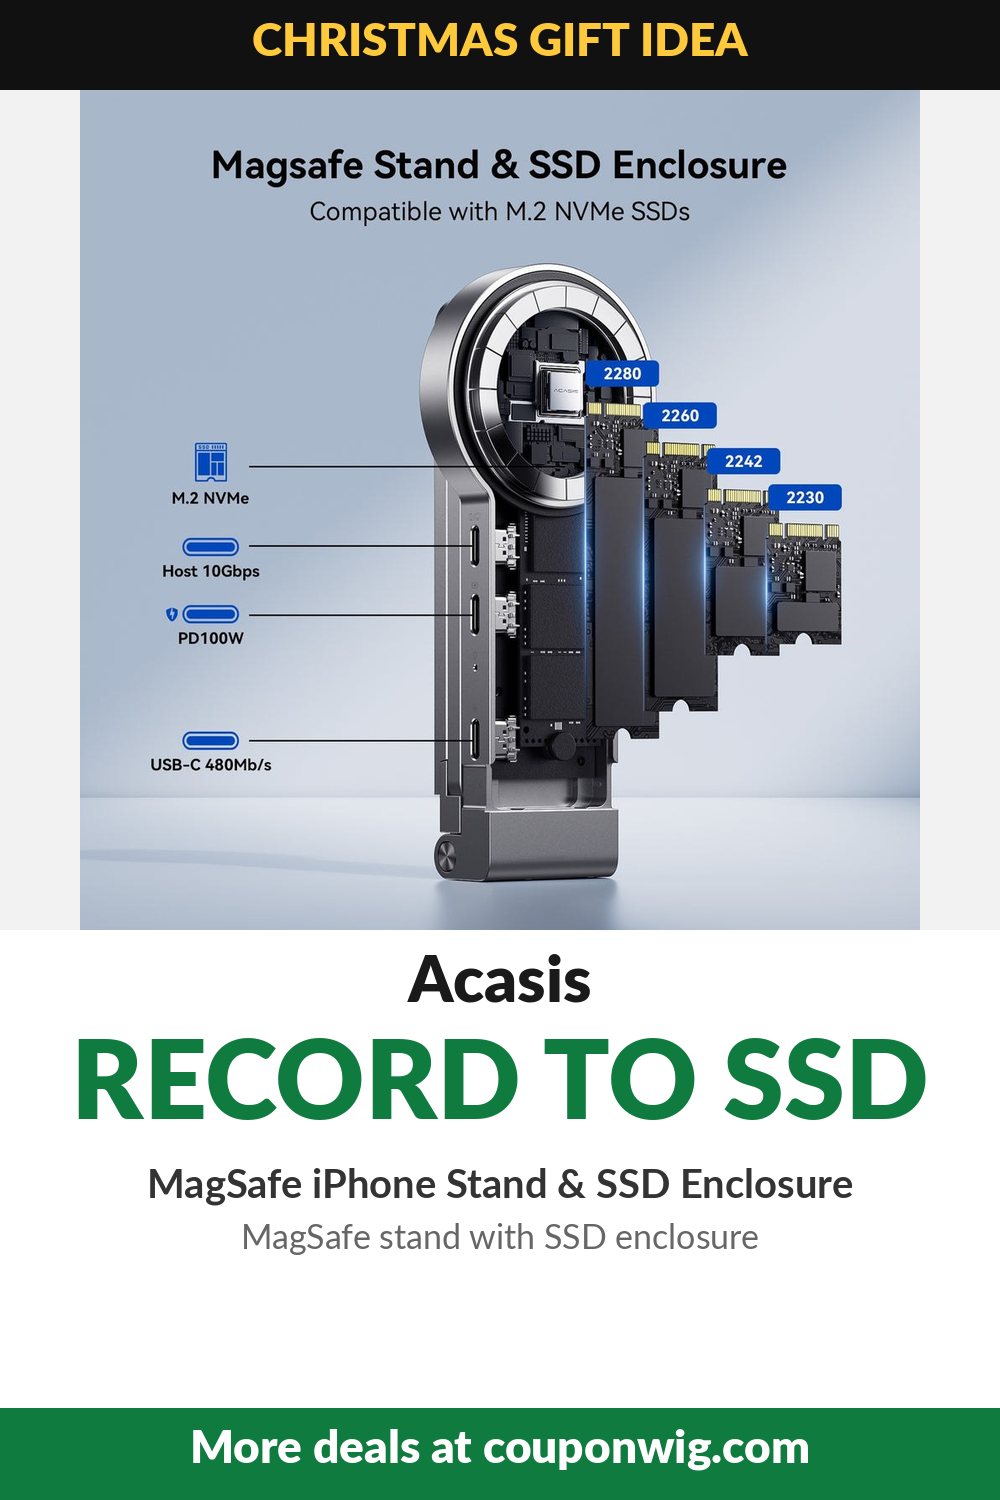 CHRISTMAS GIFT IDEA
Magsafe Stand & SSD Enclosure
Compatible with M.2 NVMe SSDs
ACASIS
2280
2260
2242
2230
M.2 NVMe
Host 10Gbps
PD100W
USB-C 480Mb/s
SSD
Acasis
RECORD TO SSD
MagSafe iPhone Stand & SSD Enclosure
MagSafe stand with SSD enclosure
More deals at couponwig.com